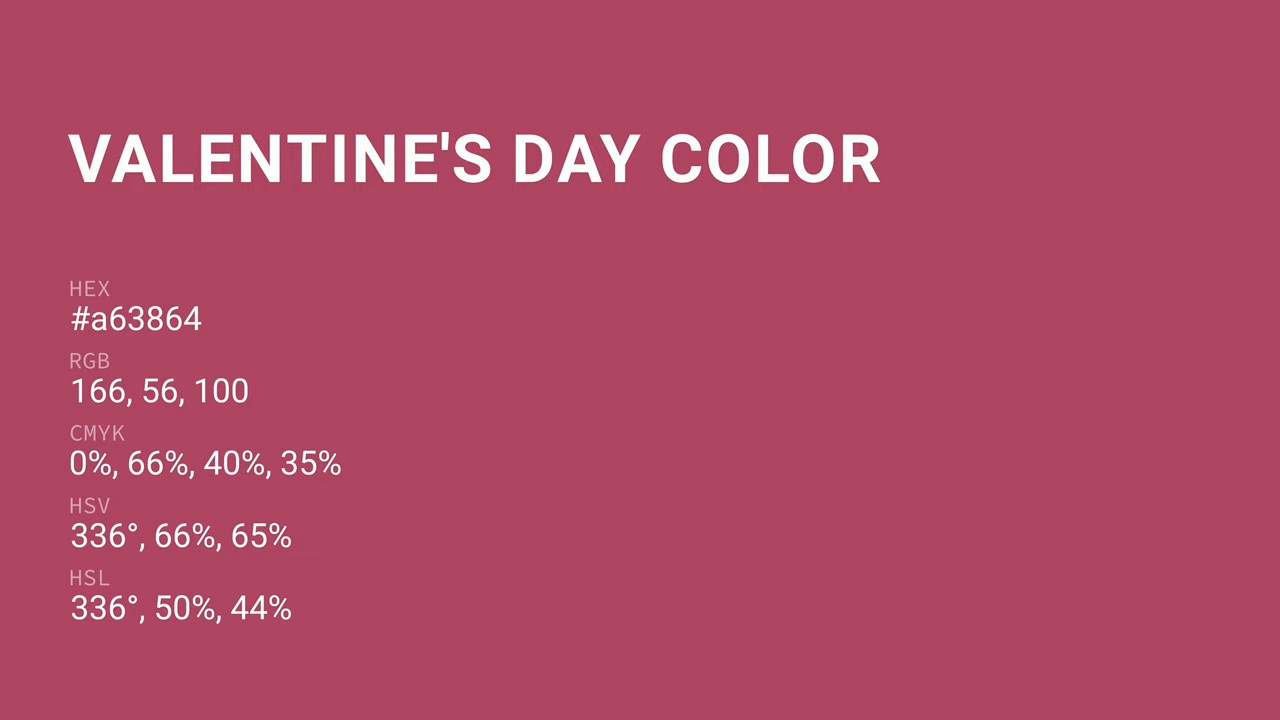 VALENTINE'S DAY COLOR
HEX
#a63864
RGB
166, 56, 100
CMYK
0%, 66%, 40%, 35%
HSV
336°, 66%, 65%
HSL
336°, 50%, 44%